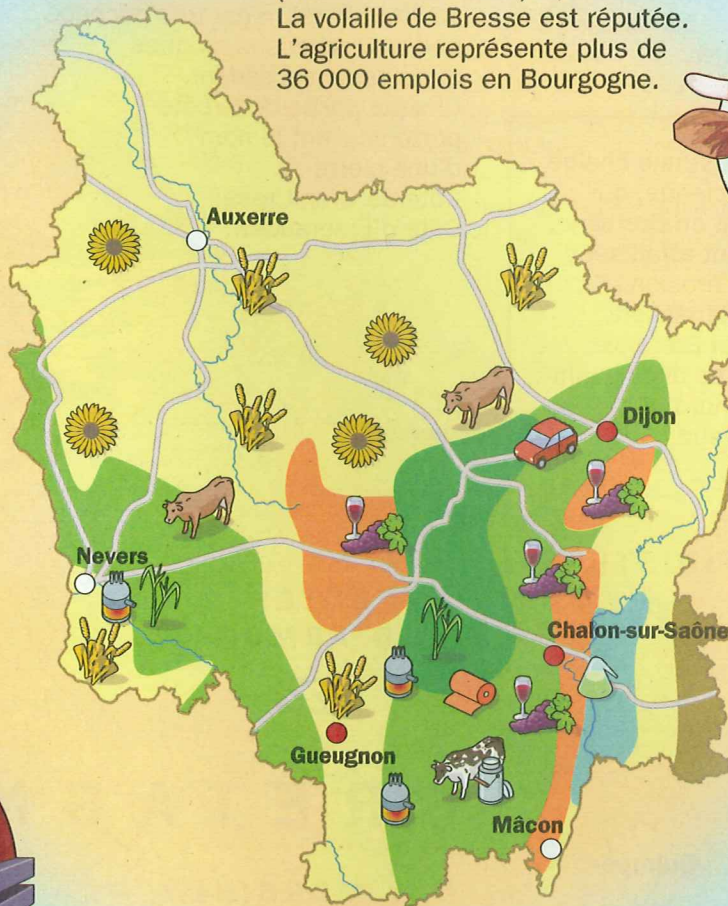 La volaille de Bresse est réputée.
L'agriculture représente plus de
36 000 emplois en Bourgogne.
Auxerre
Dijon
Nevers
Chalon-sur-Saône
Gueugnon
Mâcon